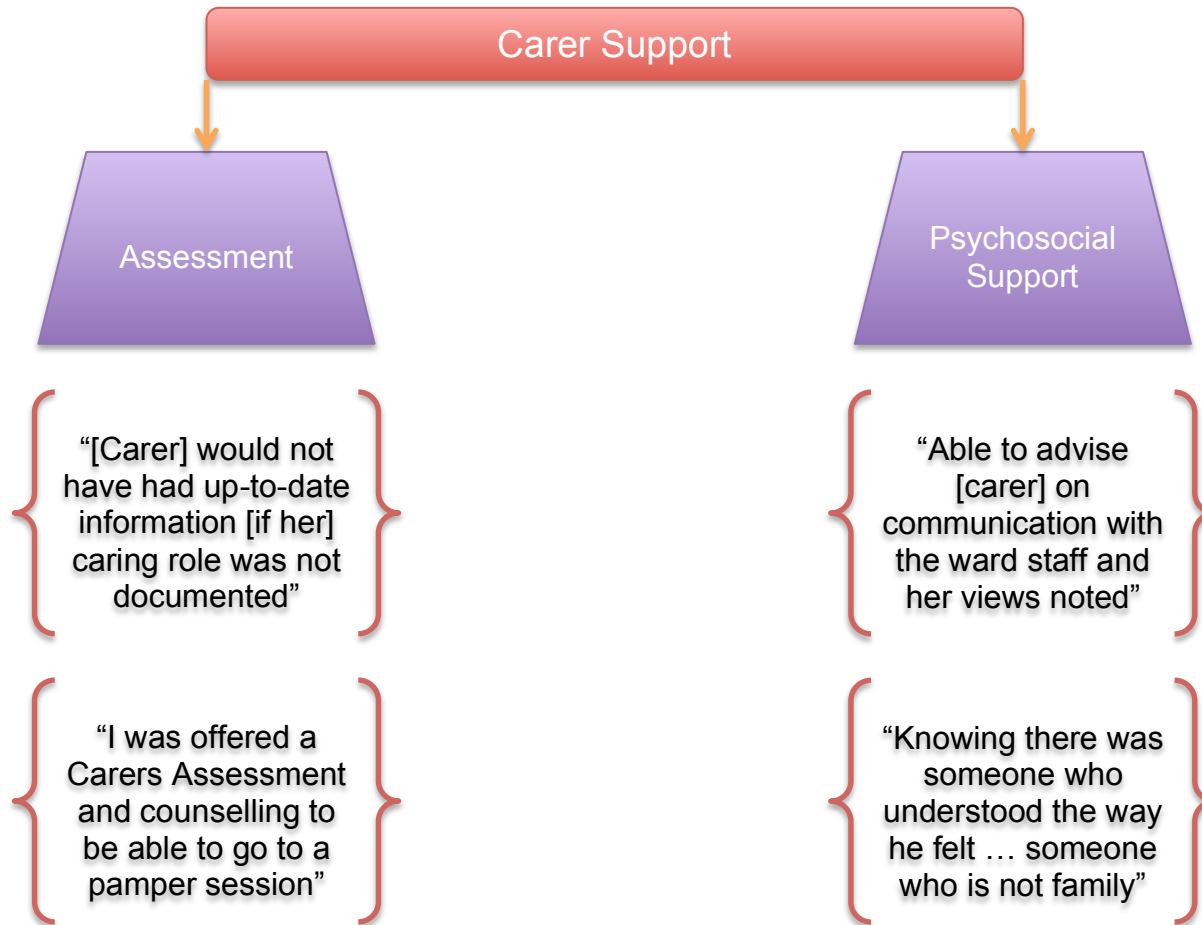 Carer Support
Assessment
Psychosocial
Support
“[Carer] would not
have had up-to-date
information [if her]
caring role was not
documented”
“Able to advise
[carer] on
communication with
the ward staff and
her views noted”
“I was offered a
Carers Assessment
and counselling to
be able to go to a
pamper session”
“Knowing there was
someone who
understood the way
he felt … someone
who is not family”